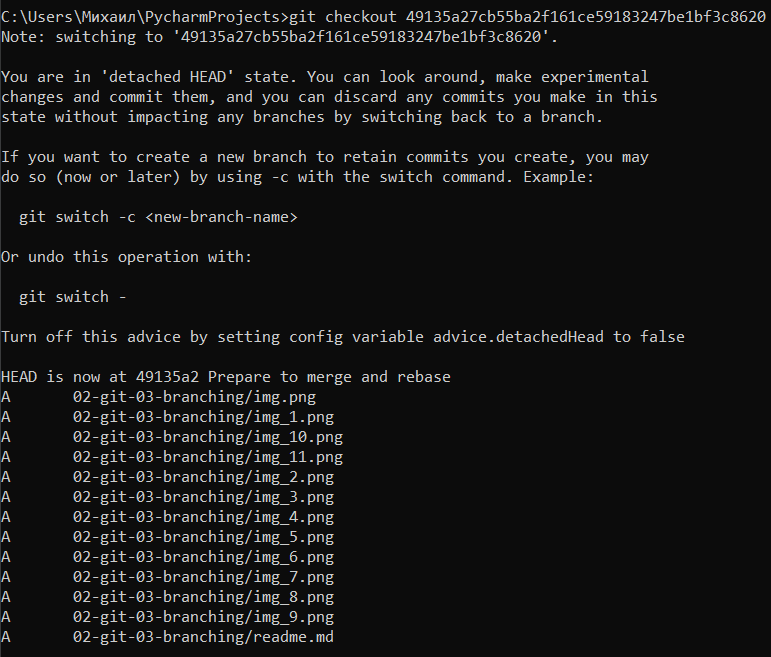 C:\Users\Михаил\PycharmProjects>git checkout 49135a27cb55ba2f161ce59183247be1bf3c8620
Note: switching to '49135a27cb55ba2f161ce59183247be1bf3c8620'.
You are in 'detached HEAD' state. You can look around, make experimental
changes and commit them, and you can discard any commits you make in this
state without impacting any branches by switching back to a branch.
If you want to create a new branch to retain commits you create, you may
do so (now or later) by using -c with the switch command. Example:
git switch -c <new-branch-name>
Or undo this operation with:
git switch -
Turn off this advice by setting config variable advice.detachedHead to false
HEAD is now at 49135a2 Prepare to merge and rebase
A       02-git-03-branching/img.png
A       02-git-03-branching/img_1.png
A       02-git-03-branching/img_10.png
A       02-git-03-branching/img_11.png
A       02-git-03-branching/img_2.png
A       02-git-03-branching/img_3.png
A       02-git-03-branching/img_4.png
A       02-git-03-branching/img_5.png
A       02-git-03-branching/img_6.png
A       02-git-03-branching/img_7.png
A       02-git-03-branching/img_8.png
A       02-git-03-branching/img_9.png
A       02-git-03-branching/readme.md